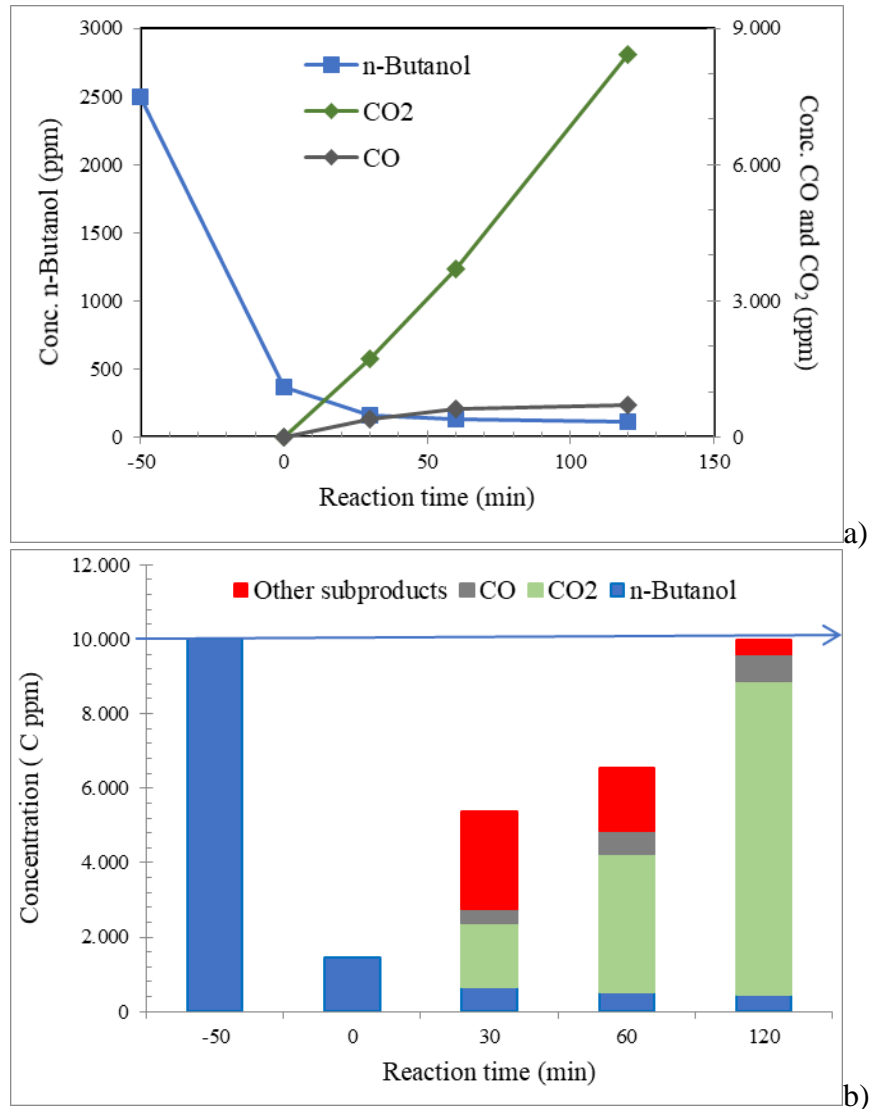 3000
2500
2000
1500
1000
500
0
Conc. n-Butanol (ppm)
n-Butanol
CO2
CO
9.000
6.000
3.000
0
Conc. CO and CO₂ (ppm)
-50 0 50 100 150
Reaction time (min)
a)
12.000
10.000
8.000
6.000
4.000
2.000
0
Concentration ( C ppm)
Other subproducts CO CO2 n-Butanol
-50 0 30 60 120
Reaction time (min)
b)